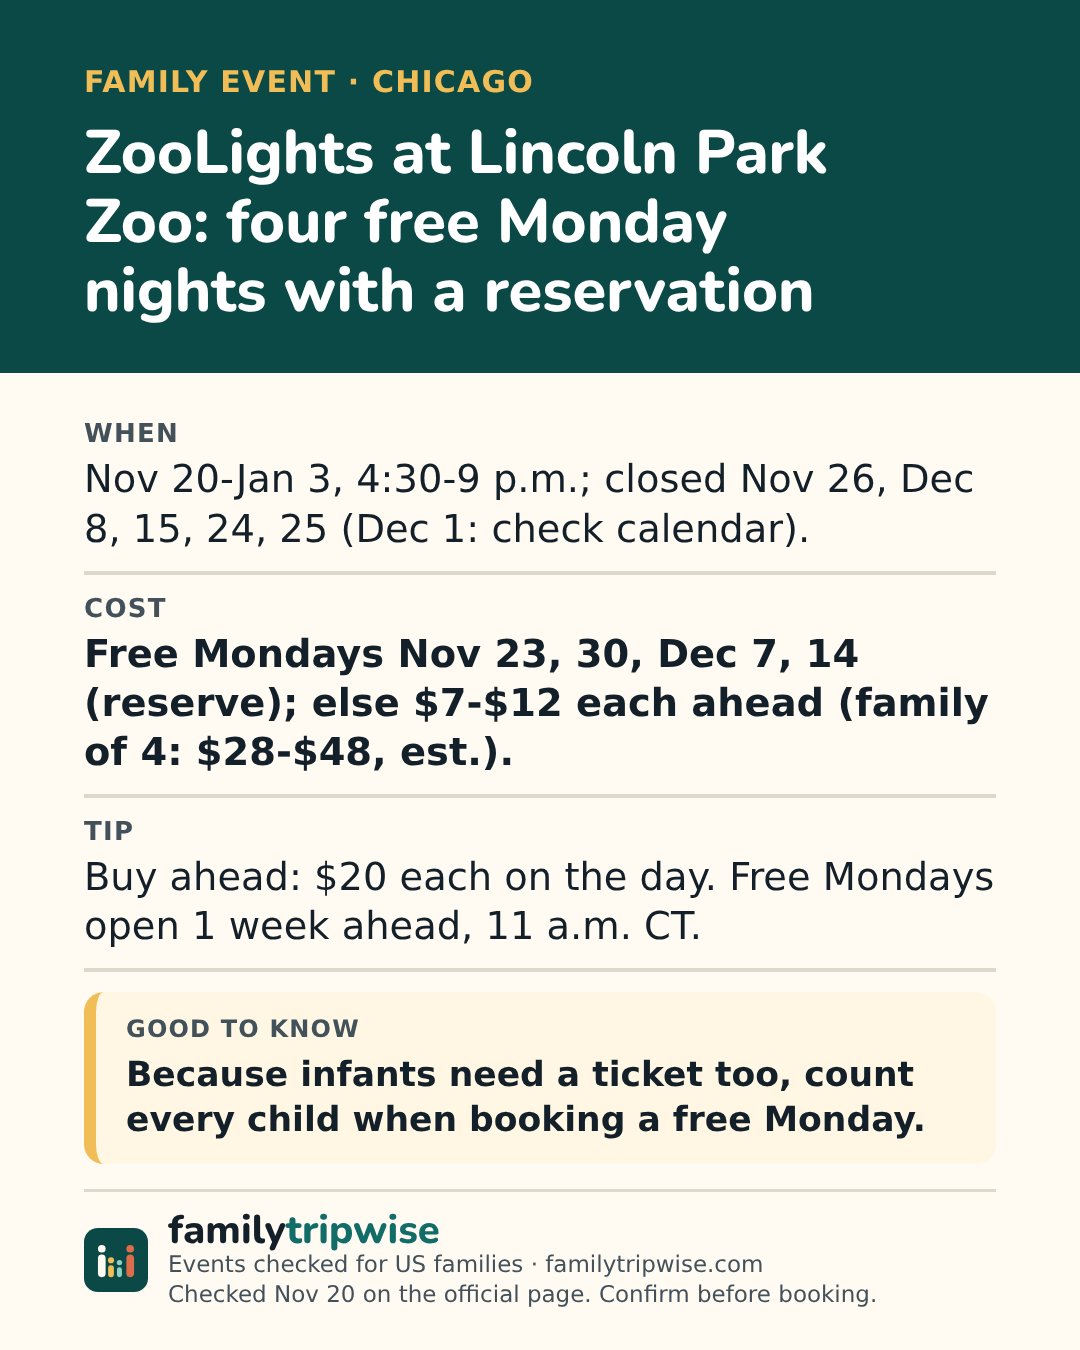 FAMILY EVENT · CHICAGO
ZooLights at Lincoln Park
Zoo: four free Monday
nights with a reservation
WHEN
Nov 20-Jan 3, 4:30-9 p.m.; closed Nov 26, Dec
8, 15, 24, 25 (Dec 1: check calendar).
COST
Free Mondays Nov 23, 30, Dec 7, 14
(reserve); else $7-$12 each ahead (family
of 4: $28-$48, est.).
TIP
Buy ahead: $20 each on the day. Free Mondays
open 1 week ahead, 11 a.m. CT.
GOOD TO KNOW
Because infants need a ticket too, count
every child when booking a free Monday.
familytripwise
Events checked for US families · familytripwise.com
Checked Nov 20 on the official page. Confirm before booking.